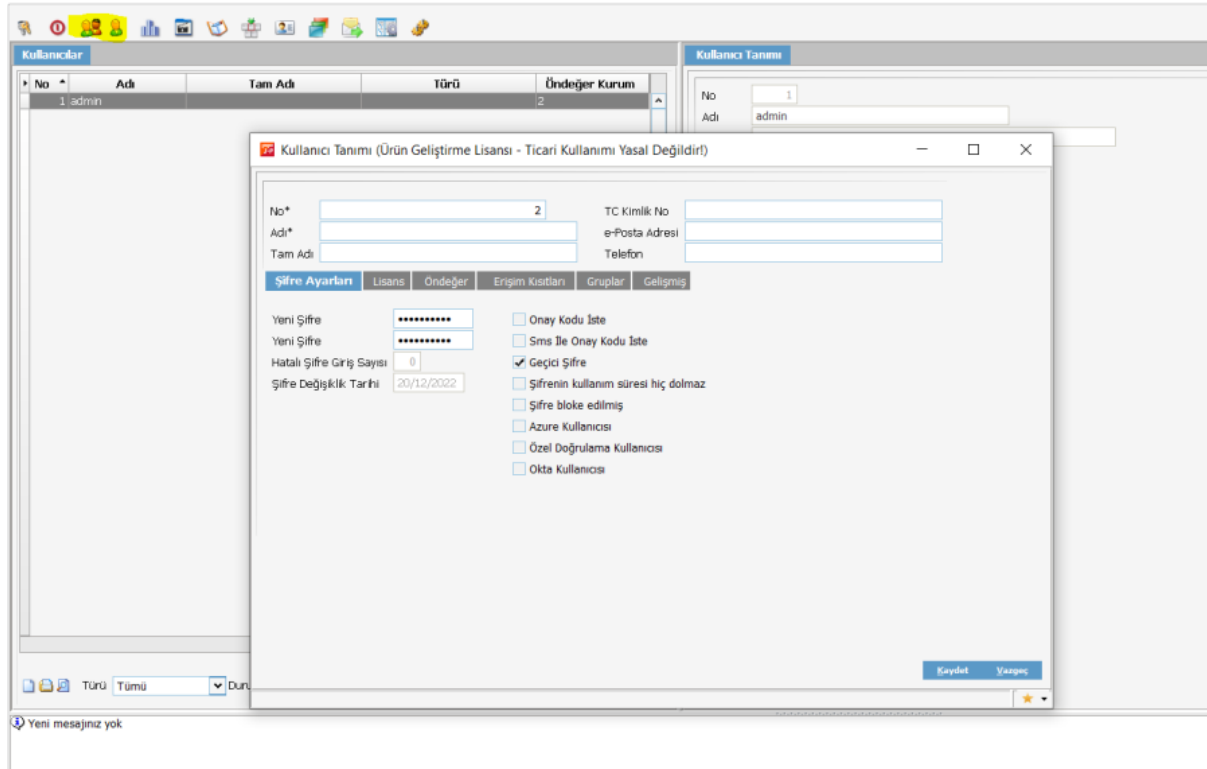 Kullanıcılar
Kullanıcı Tanımı
No Adı Tam Adı Türü Öndeğer Kurum
1 admin 2
No 1
Adı admin
Kullanıcı Tanımı (Ürün Geliştirme Lisansı - Ticari Kullanımı Yasal Değildir!)
No* 2 TC Kimlik No
Adı* e-Posta Adresi
Tam Adı Telefon
Şifre Ayarları Lisans Öndeğer Erişim Kısıtları Gruplar Gelişmiş
Yeni Şifre •••••••••• Onay Kodu İste
Yeni Şifre •••••••••• Sms İle Onay Kodu İste
Hatalı Şifre Giriş Sayısı 0 Geçici Şifre
Şifre Değişiklik Tarihi 20/12/2022 Şifrenin kullanım süresi hiç dolmaz
Şifre bloke edilmiş
Azure Kullanıcısı
Özel Doğrulama Kullanıcısı
Okta Kullanıcısı
Kaydet Vazgeç
Türü Tümü Duru
Yeni mesajınız yok